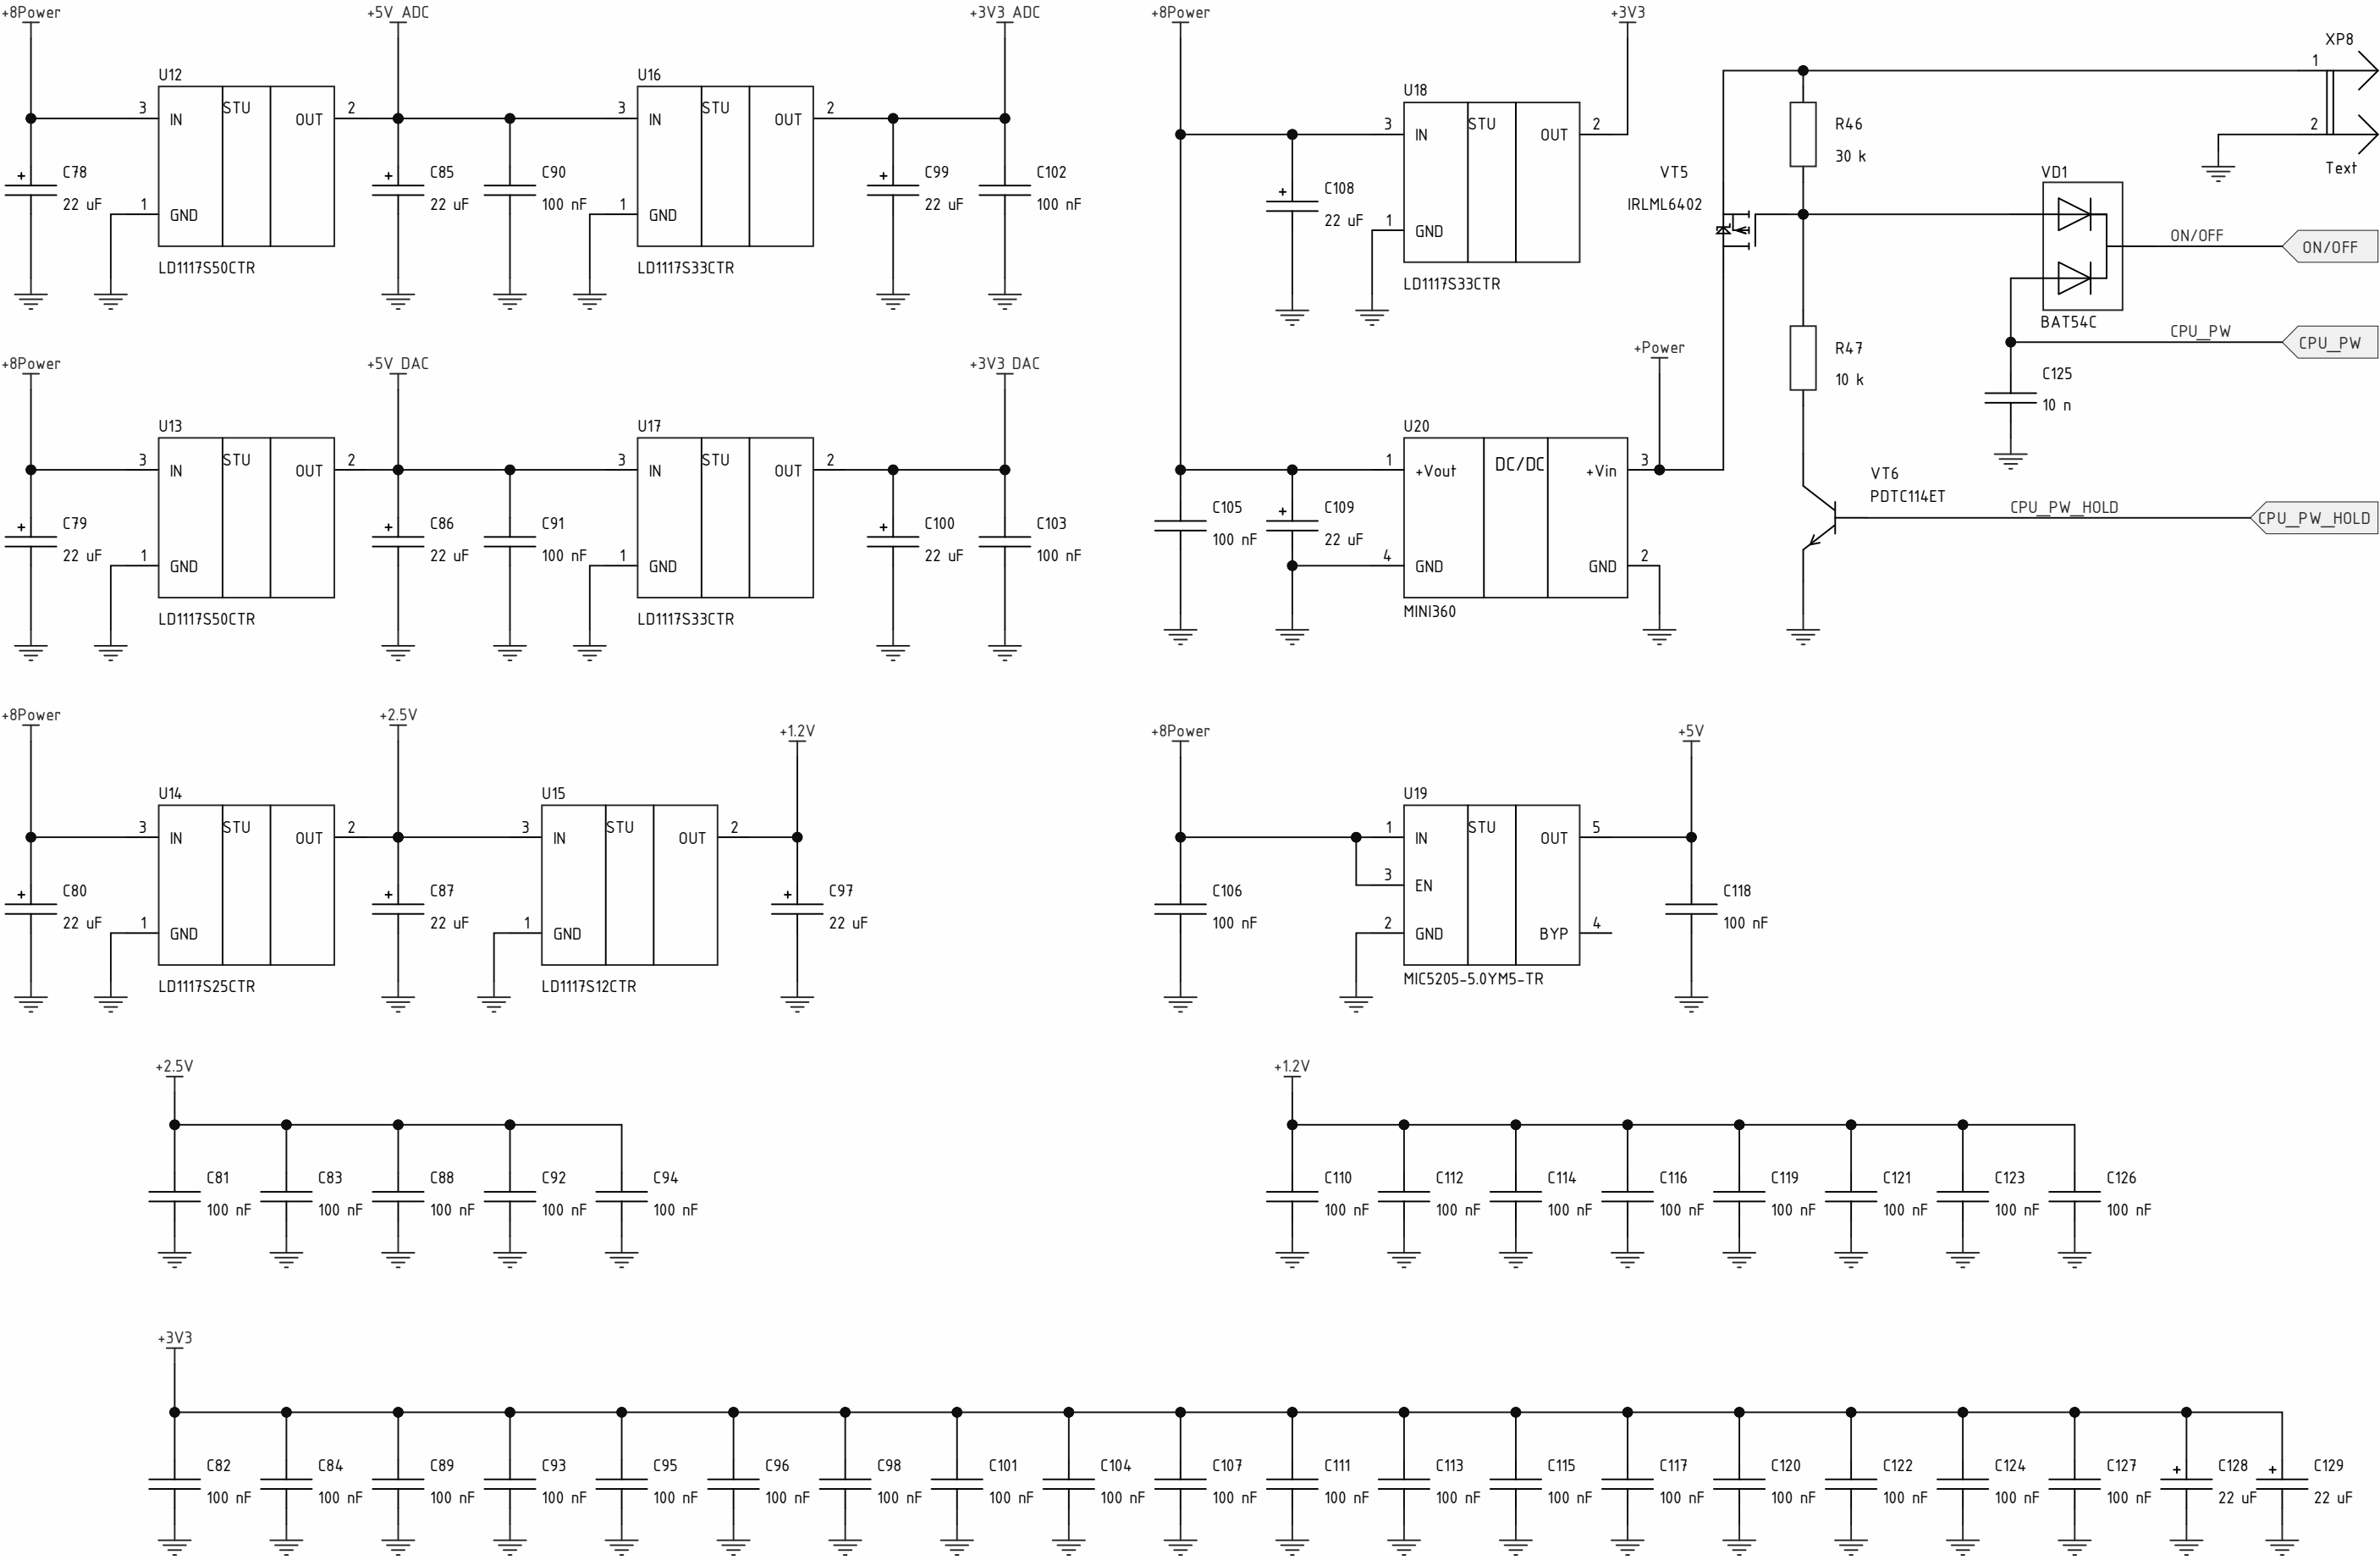 +8Power
+5V_ADC
+3V3_ADC
U12
3 IN STU OUT 2
1 GND
LD1117S50CTR
C78
22 uF
C85
22 uF
C90
100 nF
U16
3 IN STU OUT 2
1 GND
LD1117S33CTR
C99
22 uF
C102
100 nF
+8Power
+3V3
U18
3 IN STU OUT 2
1 GND
LD1117S33CTR
C108
22 uF
XP8
1
2
Text
R46
30 k
VT5
IRLML6402
VD1
BAT54C
ON/OFF
ON/OFF
CPU_PW
CPU_PW
C125
10 n
R47
10 k
VT6
PDTC114ET
CPU_PW_HOLD
CPU_PW_HOLD
+8Power
+5V_DAC
+3V3_DAC
U13
3 IN STU OUT 2
1 GND
LD1117S50CTR
C79
22 uF
C86
22 uF
C91
100 nF
U17
3 IN STU OUT 2
1 GND
LD1117S33CTR
C100
22 uF
C103
100 nF
+Power
U20
1 +Vout DC/DC +Vin 3
4 GND GND 2
MINI360
C105
100 nF
C109
22 uF
+8Power
+2.5V
+1.2V
U14
3 IN STU OUT 2
1 GND
LD1117S25CTR
C80
22 uF
C87
22 uF
U15
3 IN STU OUT 2
1 GND
LD1117S12CTR
C97
22 uF
+8Power
+5V
U19
1 IN STU OUT 5
3 EN
2 GND BYP 4
MIC5205-5.0YM5-TR
C106
100 nF
C118
100 nF
+2.5V
C81 C83 C88 C92 C94
100 nF 100 nF 100 nF 100 nF 100 nF
+1.2V
C110 C112 C114 C116 C119 C121 C123 C126
100 nF 100 nF 100 nF 100 nF 100 nF 100 nF 100 nF 100 nF
+3V3
C82 C84 C89 C93 C95 C96 C98 C101 C104 C107 C111 C113 C115 C117 C120 C122 C124 C127 C128 C129
100 nF 100 nF 100 nF 100 nF 100 nF 100 nF 100 nF 100 nF 100 nF 100 nF 100 nF 100 nF 100 nF 100 nF 100 nF 100 nF 100 nF 100 nF 22 uF 22 uF